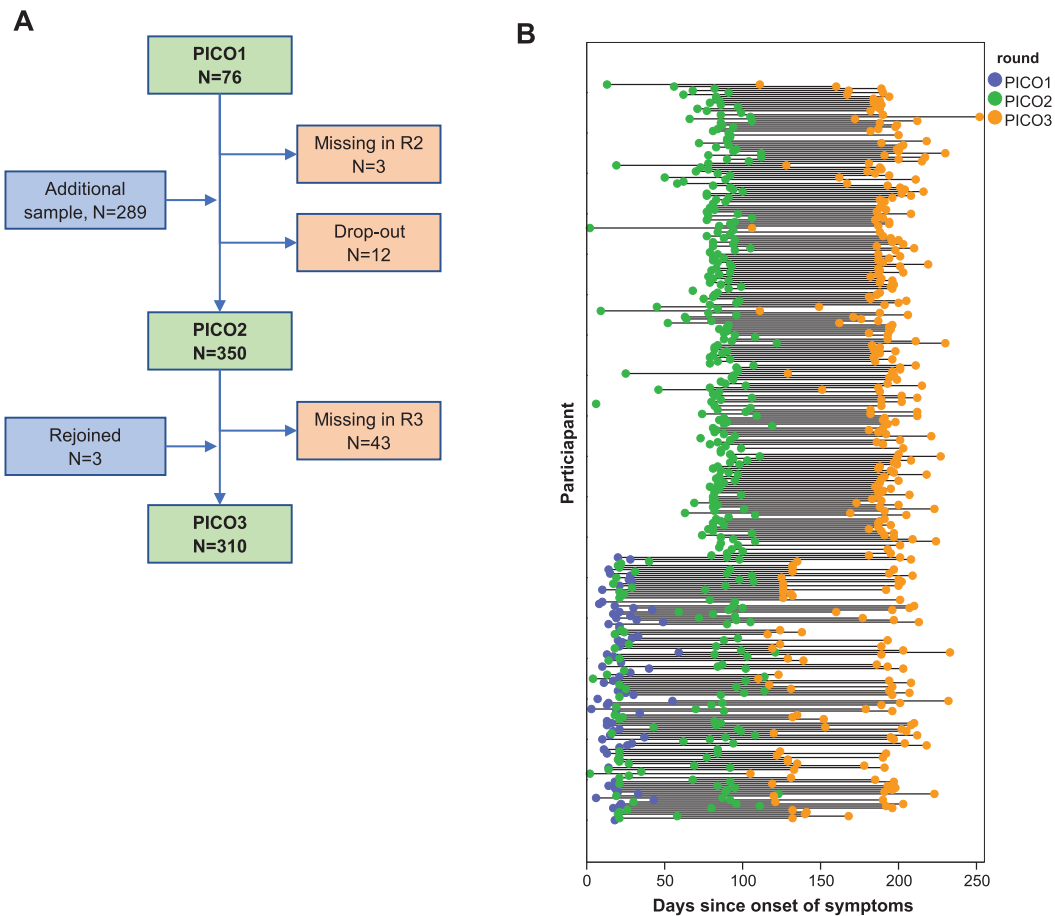 A
PICO1
N=76
Missing in R2
N=3
Additional
sample, N=289
Drop-out
N=12
PICO2
N=350
Missing in R3
N=43
Rejoined
N=3
PICO3
N=310
B
round
PICO1
PICO2
PICO3
Particiapant
0 50 100 150 200 250
Days since onset of symptoms